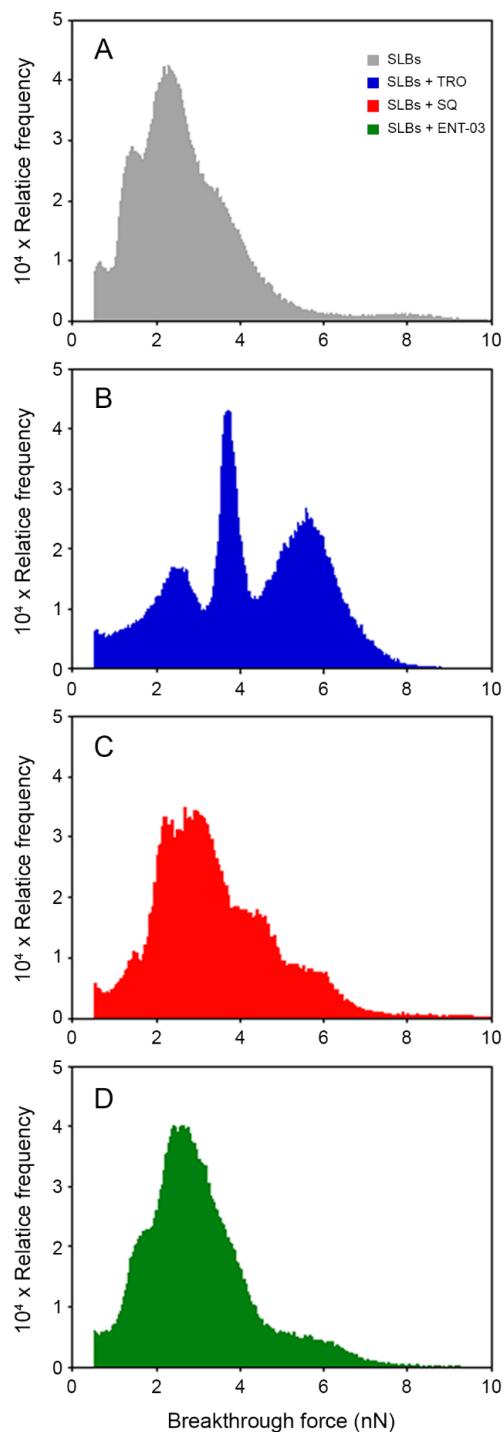 A
SLBs
SLBs + TRO
SLBs + SQ
SLBs + ENT-03
10⁴ x Relatice frequency
5
4
3
2
1
0
0 2 4 6 8 10
B
10⁴ x Relatice frequency
5
4
3
2
1
0
0 2 4 6 8 10
C
10⁴ x Relatice frequency
5
4
3
2
1
0
0 2 4 6 8 10
D
10⁴ x Relatice frequency
5
4
3
2
1
0
0 2 4 6 8 10
Breakthrough force (nN)